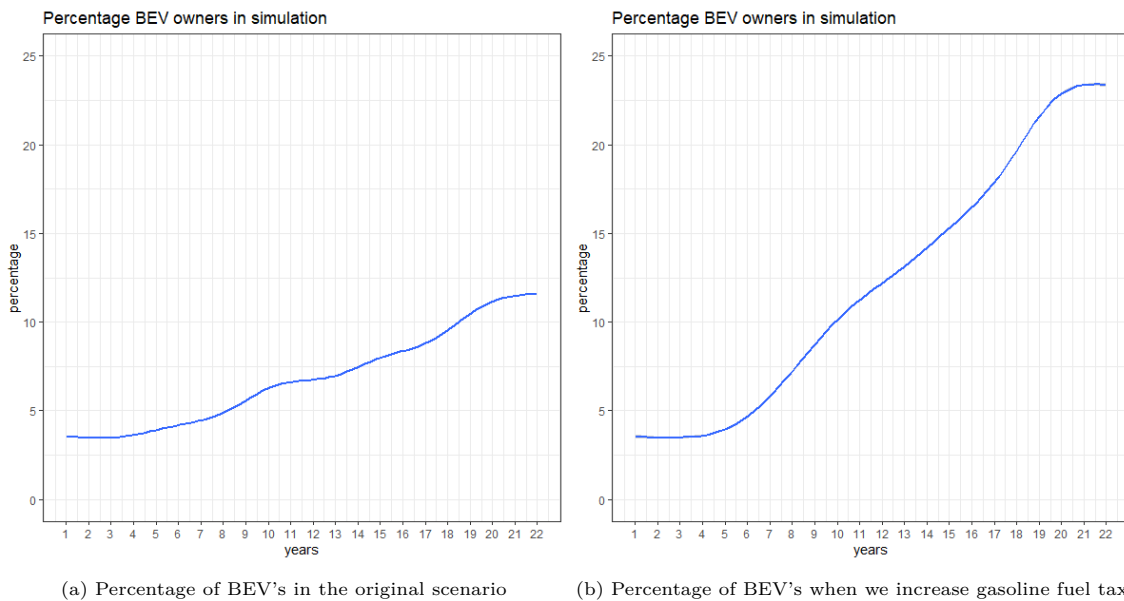 Percentage BEV owners in simulation
25
20
15
10
5
0
percentage
1 2 3 4 5 6 7 8 9 10 11 12 13 14 15 16 17 18 19 20 21 22
years
(a) Percentage of BEV's in the original scenario
Percentage BEV owners in simulation
25
20
15
10
5
0
percentage
1 2 3 4 5 6 7 8 9 10 11 12 13 14 15 16 17 18 19 20 21 22
years
(b) Percentage of BEV's when we increase gasoline fuel tax